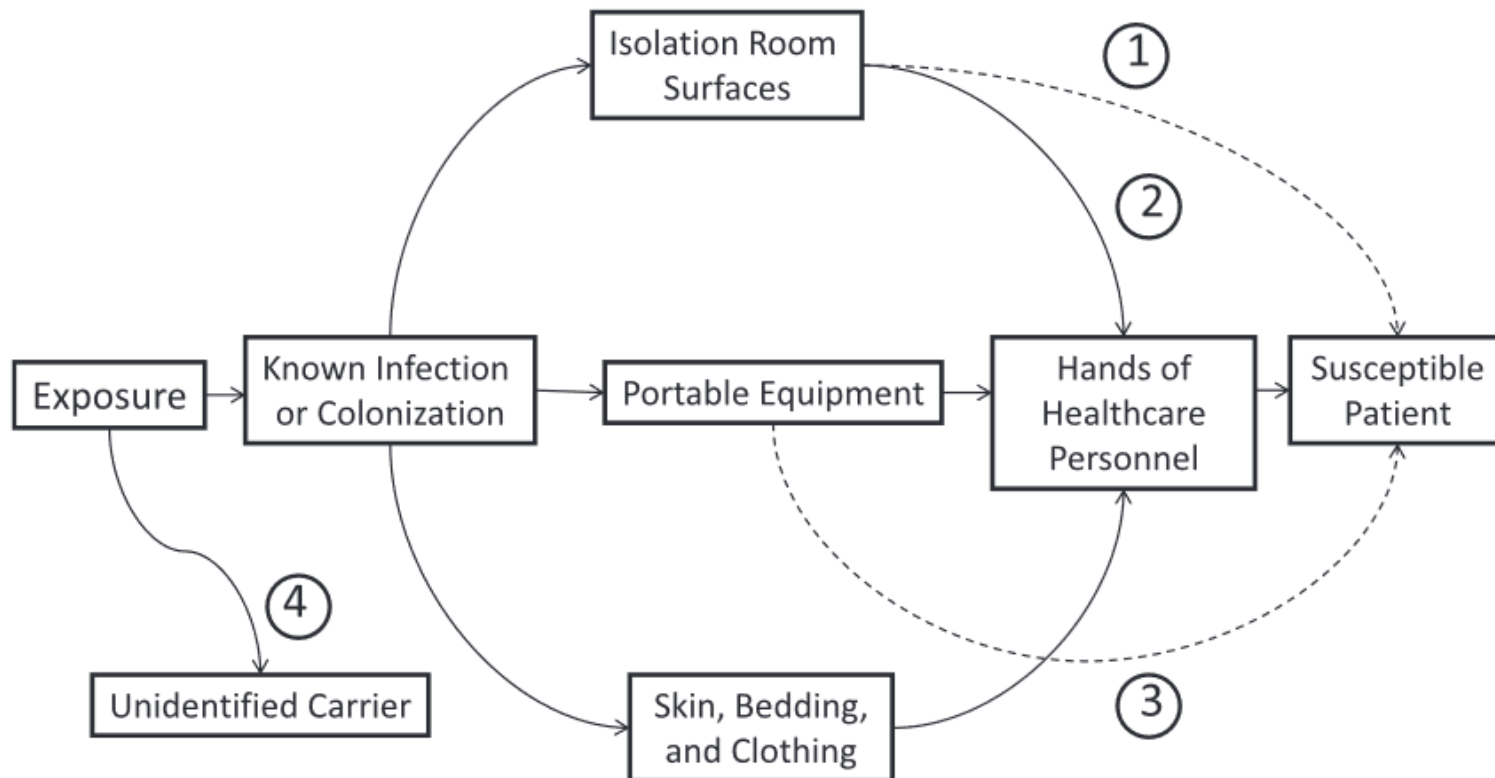 Isolation Room
Surfaces
1
2
Exposure
Known Infection
or Colonization
Portable Equipment
Hands of
Healthcare
Personnel
Susceptible
Patient
4
Unidentified Carrier
Skin, Bedding,
and Clothing
3